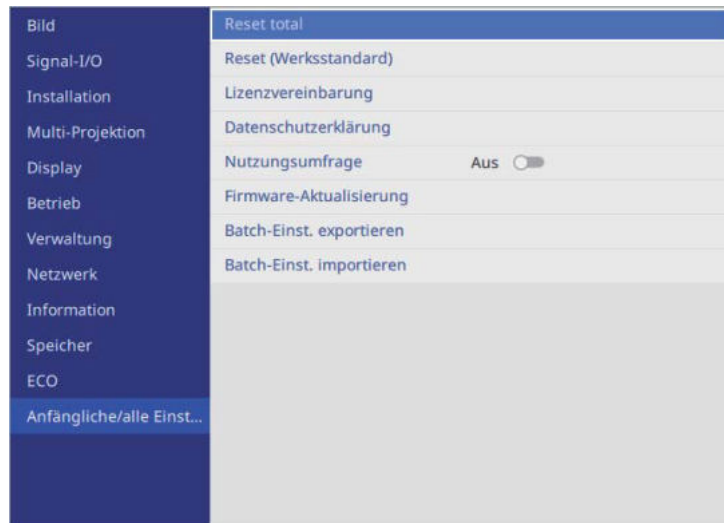 Bild
Signal-I/O
Installation
Multi-Projektion
Display
Betrieb
Verwaltung
Netzwerk
Information
Speicher
ECO
Anfängliche/alle Einst...
Reset total
Reset (Werksstandard)
Lizenzvereinbarung
Datenschutzerklärung
Nutzungsumfrage Aus
Firmware-Aktualisierung
Batch-Einst. exportieren
Batch-Einst. importieren